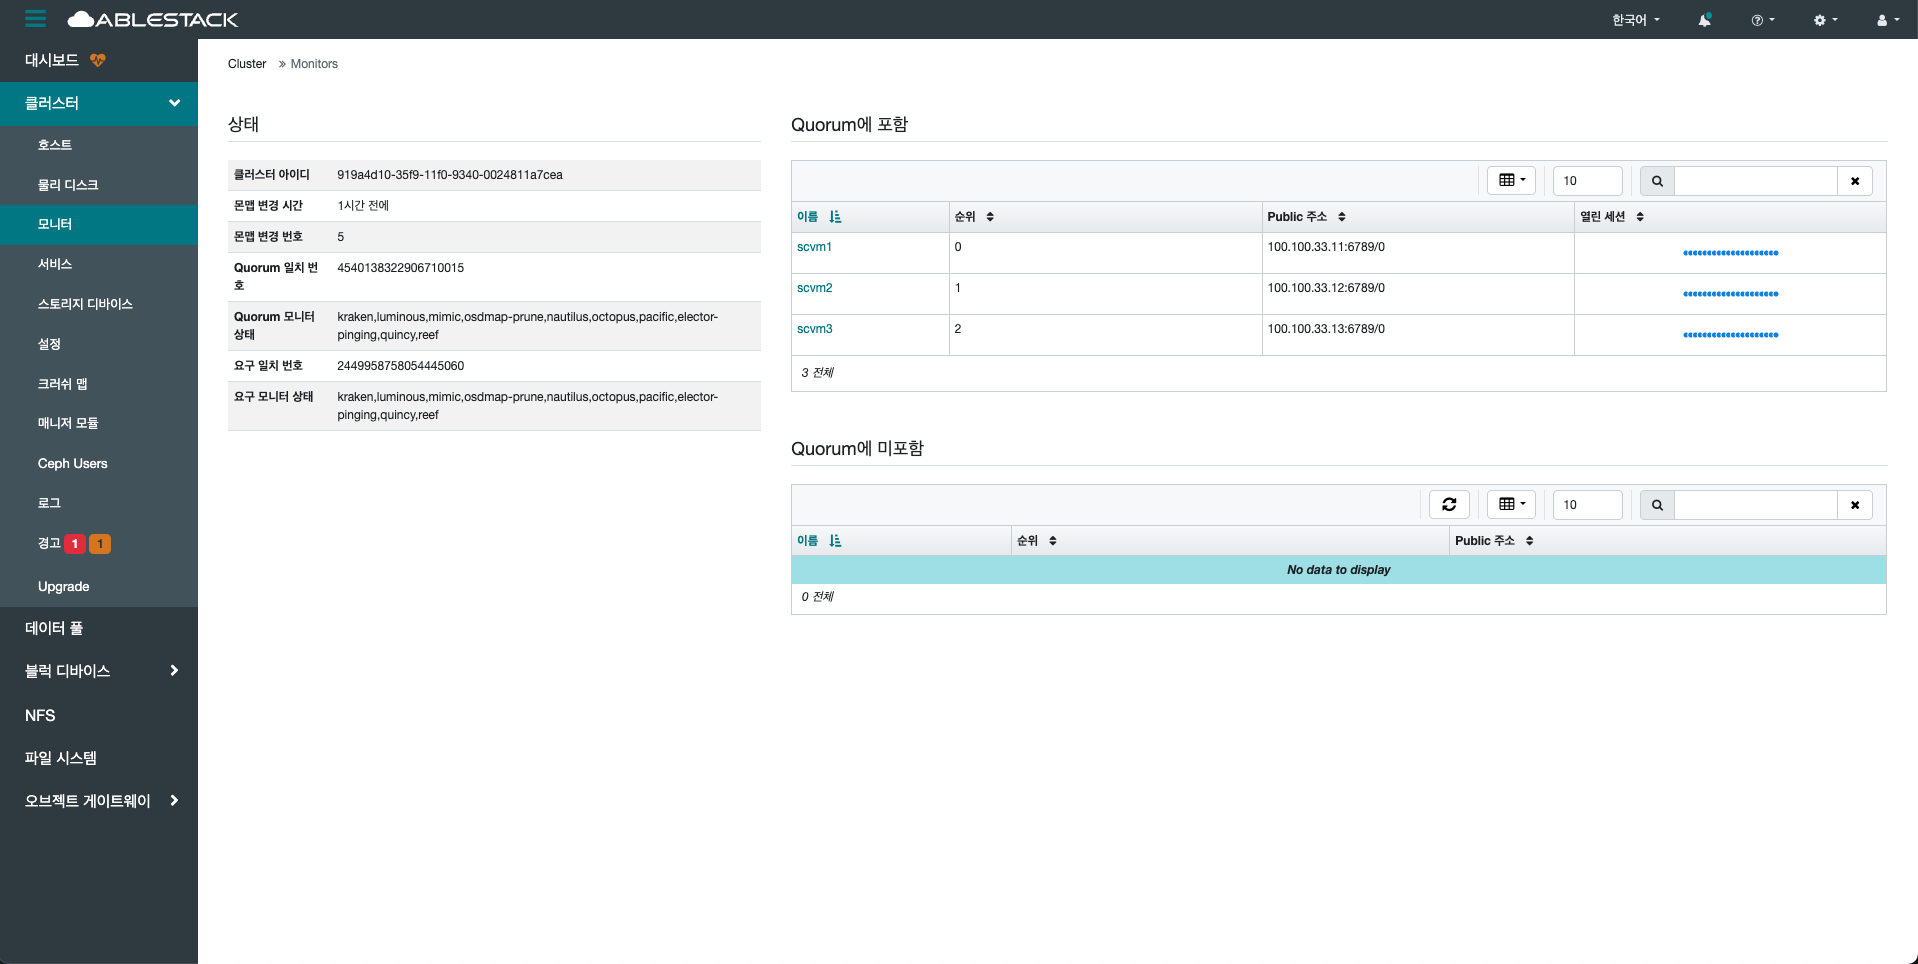 ABLESTACK
한국어
대시보드
클러스터
호스트
물리 디스크
모니터
서비스
스토리지 디바이스
설정
크러쉬 맵
매니저 모듈
Ceph Users
로그
경고 1 1
Upgrade
데이터 풀
블럭 디바이스
NFS
파일 시스템
오브젝트 게이트웨이
Cluster » Monitors
상태
클러스터 아이디 919a4d10-35f9-11f0-9340-0024811a7cea
몬맵 변경 시간 1시간 전에
몬맵 변경 번호 5
Quorum 일치 번 4540138322906710015
호
Quorum 모니터 kraken,luminous,mimic,osdmap-prune,nautilus,octopus,pacific,elector-
상태 pinging,quincy,reef
요구 일치 번호 2449958758054445060
요구 모니터 상태 kraken,luminous,mimic,osdmap-prune,nautilus,octopus,pacific,elector-
pinging,quincy,reef
Quorum에 포함
10
이름 순위 Public 주소 열린 세션
scvm1 0 100.100.33.11:6789/0
scvm2 1 100.100.33.12:6789/0
scvm3 2 100.100.33.13:6789/0
3 전체
Quorum에 미포함
10
이름 순위 Public 주소
No data to display
0 전체